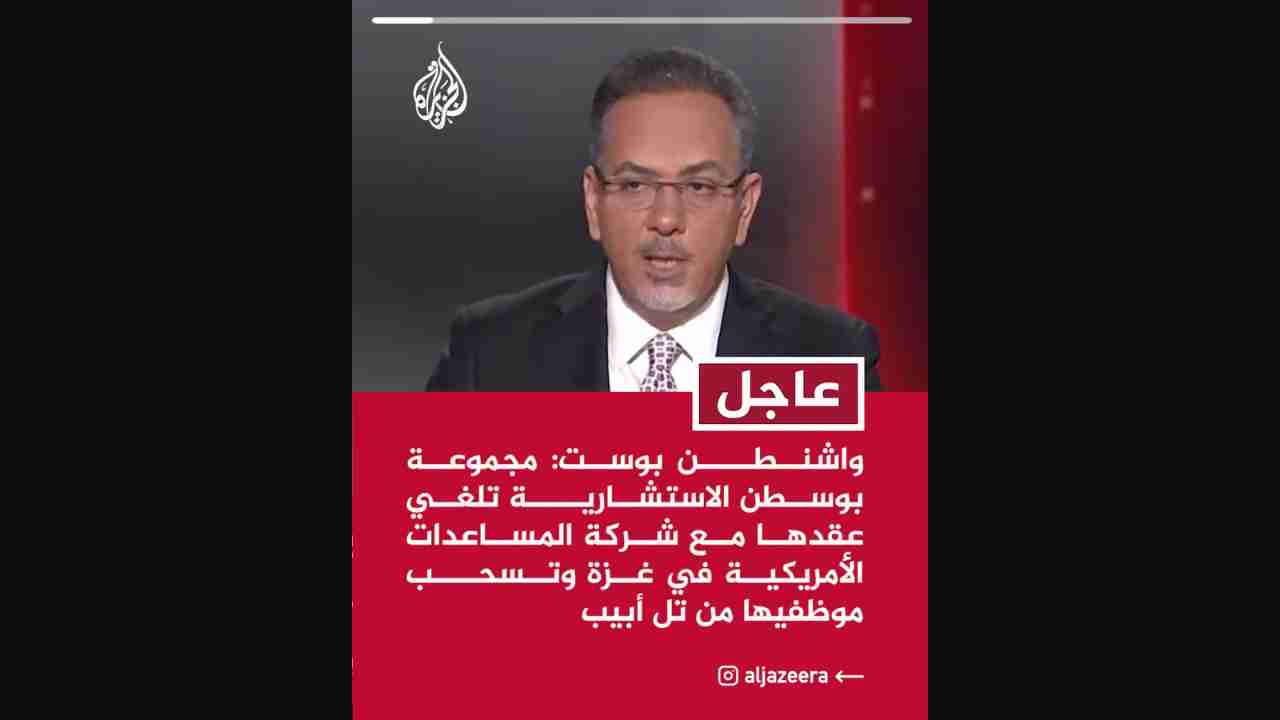 الجزيرة
عاجل
واشنطن بوست: مجموعة
بوسطن الاستشارية تلغي
عقدها مع شركة المساعدات
الأمريكية في غزة وتسحب
موظفيها من تل أبيب
aljazeera